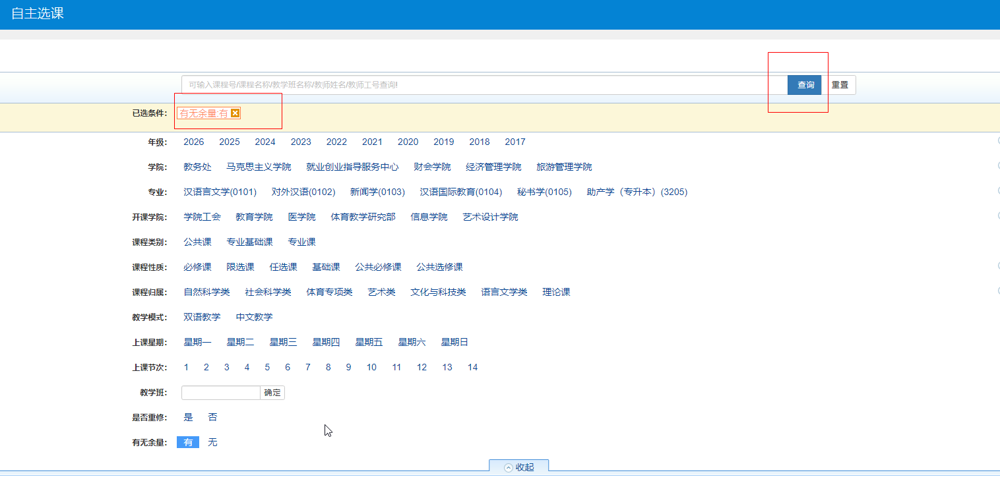 自主选课
可输入课程号/课程名称/教学班名称/教师姓名/教师工号查询! 查询 重置
已选条件： 有无余量:有
年级： 2026 2025 2024 2023 2022 2021 2020 2019 2018 2017
学院： 教务处 马克思主义学院 就业创业指导服务中心 财会学院 经济管理学院 旅游管理学院
专业： 汉语言文学(0101) 对外汉语(0102) 新闻学(0103) 汉语国际教育(0104) 秘书学(0105) 助产学（专升本）(3205)
开课学院： 学院工会 教育学院 医学院 体育教学研究部 信息学院 艺术设计学院
课程类别： 公共课 专业基础课 专业课
课程性质： 必修课 限选课 任选课 基础课 公共必修课 公共选修课
课程归属： 自然科学类 社会科学类 体育专项类 艺术类 文化与科技类 语言文学类 理论课
教学模式： 双语教学 中文教学
上课星期： 星期一 星期二 星期三 星期四 星期五 星期六 星期日
上课节次： 1 2 3 4 5 6 7 8 9 10 11 12 13 14
教学班： 确定
是否重修： 是 否
有无余量： 有 无
收起